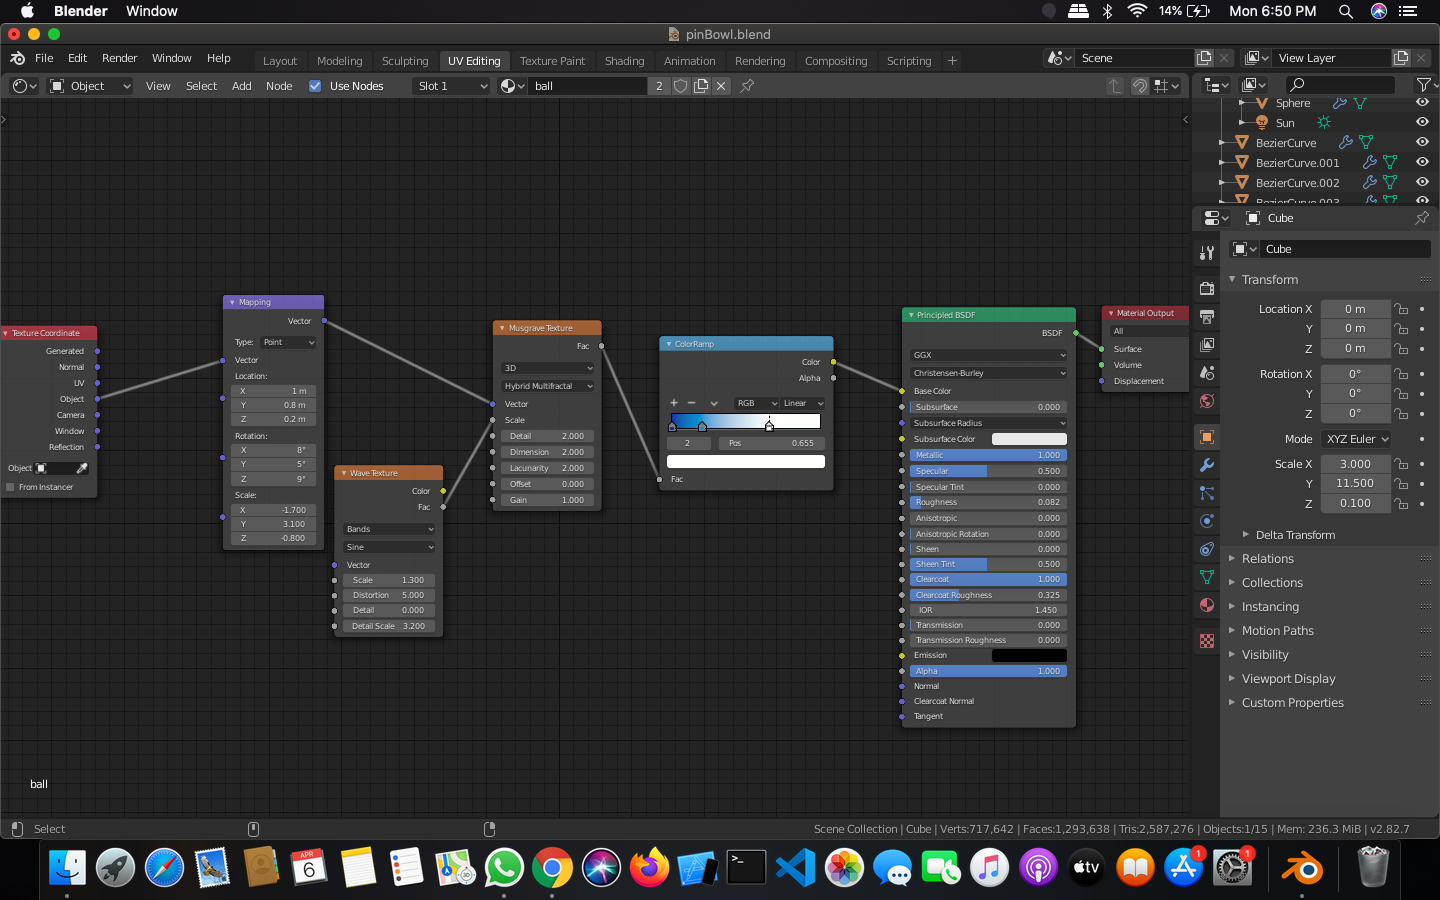 Blender Window 14% Mon 6:50 PM
pinBowl.blend
File Edit Render Window Help Layout Modeling Sculpting UV Editing Texture Paint Shading Animation Rendering Compositing Scripting + Scene View Layer
Object View Select Add Node Use Nodes Slot 1 ball 2
Sphere
Sun
BezierCurve
BezierCurve.001
BezierCurve.002
BezierCurve.003
Texture Coordinate
Generated
Normal
UV
Object
Camera
Window
Reflection
Object
From Instancer
Mapping
Vector
Type: Point
Vector
Location:
X 1 m
Y 0.8 m
Z 0.2 m
Rotation:
X 8°
Y 5°
Z 9°
Scale:
X -1.700
Y 3.100
Z -0.800
Wave Texture
Color
Fac
Bands
Sine
Vector
Scale 1.300
Distortion 5.000
Detail 0.000
Detail Scale 3.200
Musgrave Texture
Fac
3D
Hybrid Multifractal
Vector
Scale
Detail 2.000
Dimension 2.000
Lacunarity 2.000
Offset 0.000
Gain 1.000
ColorRamp
Color
Alpha
RGB Linear
2 Pos 0.655
Fac
Principled BSDF
BSDF
GGX
Christensen-Burley
Base Color
Subsurface 0.000
Subsurface Radius
Subsurface Color
Metallic 1.000
Specular 0.500
Specular Tint 0.000
Roughness 0.082
Anisotropic 0.000
Anisotropic Rotation 0.000
Sheen 0.000
Sheen Tint 0.500
Clearcoat 1.000
Clearcoat Roughness 0.325
IOR 1.450
Transmission 0.000
Transmission Roughness 0.000
Emission
Alpha 1.000
Normal
Clearcoat Normal
Tangent
Material Output
All
Surface
Volume
Displacement
Cube
Cube
Transform
Location X 0 m
Y 0 m
Z 0 m
Rotation X 0°
Y 0°
Z 0°
Mode XYZ Euler
Scale X 3.000
Y 11.500
Z 0.100
Delta Transform
Relations
Collections
Instancing
Motion Paths
Visibility
Viewport Display
Custom Properties
ball
Select Scene Collection | Cube | Verts:717,642 | Faces:1,293,638 | Tris:2,587,276 | Objects:1/15 | Mem: 236.3 MiB | v2.82.7
APR
6
tv
1
1